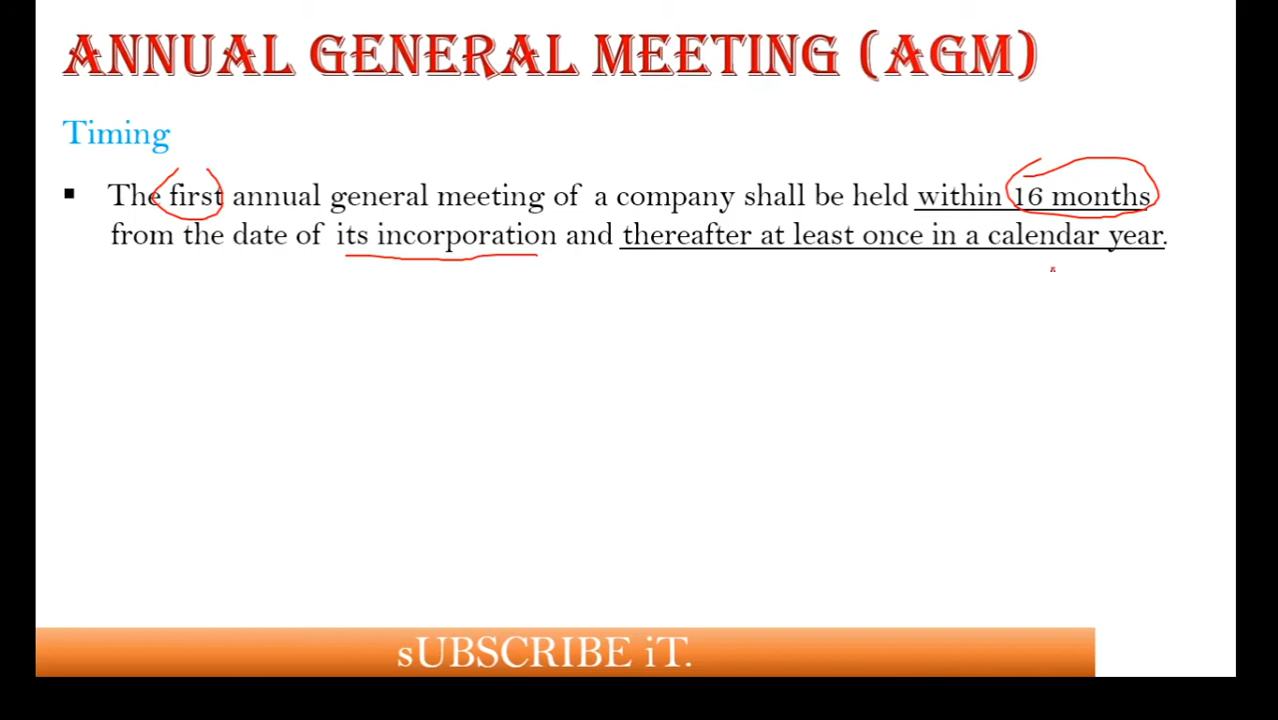 ANNUAL GENERAL MEETING (AGM)
Timing
▪ The first annual general meeting of a company shall be held within 16 months
from the date of its incorporation and thereafter at least once in a calendar year.
sUBSCRIBE iT.